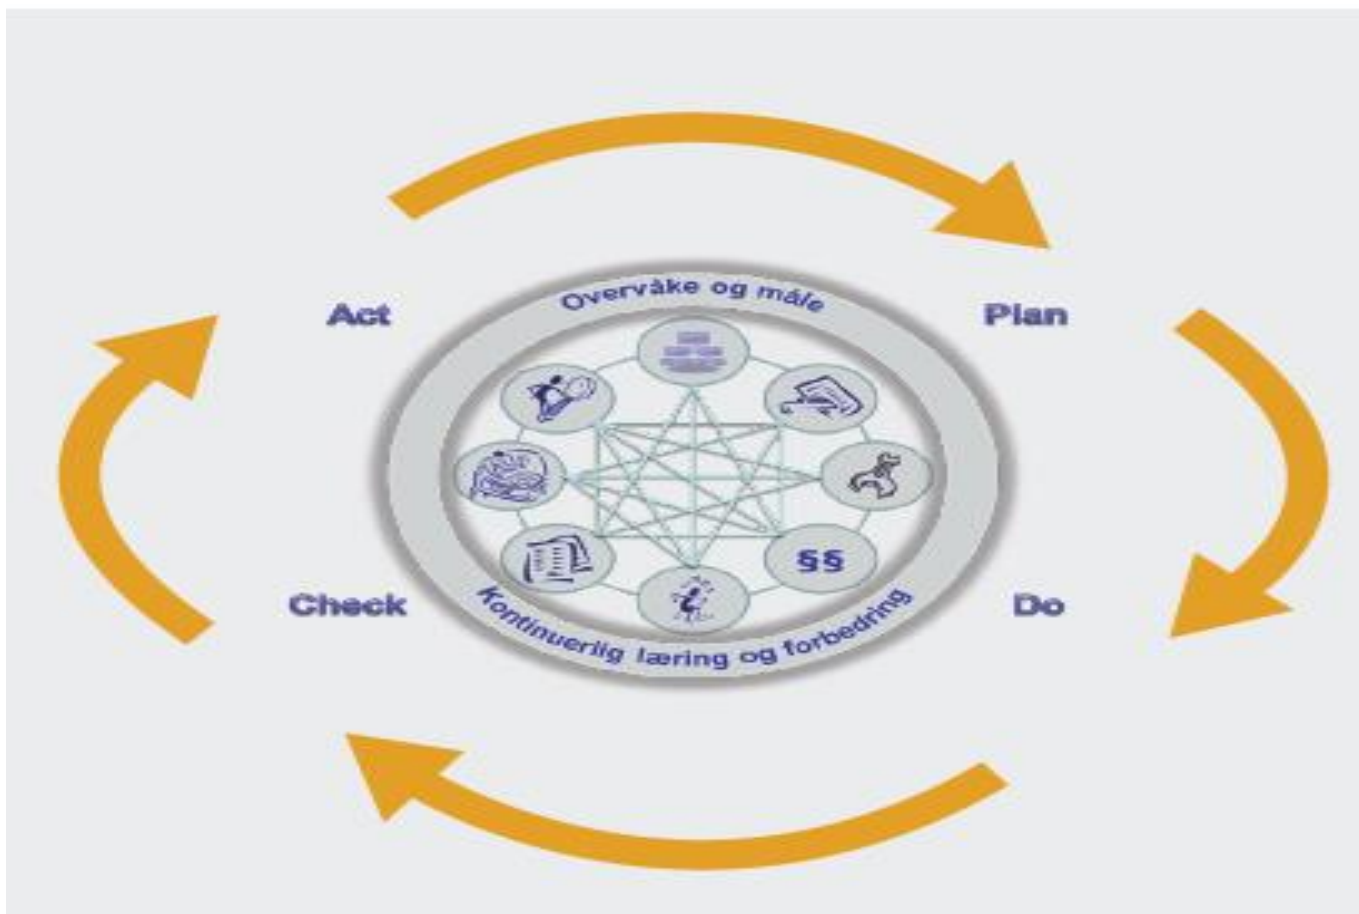 Overvåke og måle
Act
Plan
§§
Check
Do
Kontinuerlig læring og forbedring